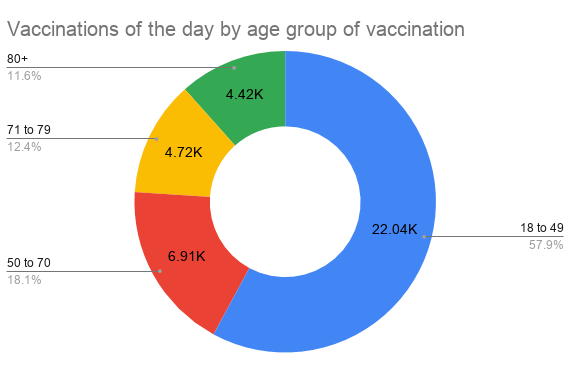 Vaccinations of the day by age group of vaccination
80+
11.6%
4.42K
71 to 79
12.4%
4.72K
18 to 49
57.9%
22.04K
50 to 70
18.1%
6.91K